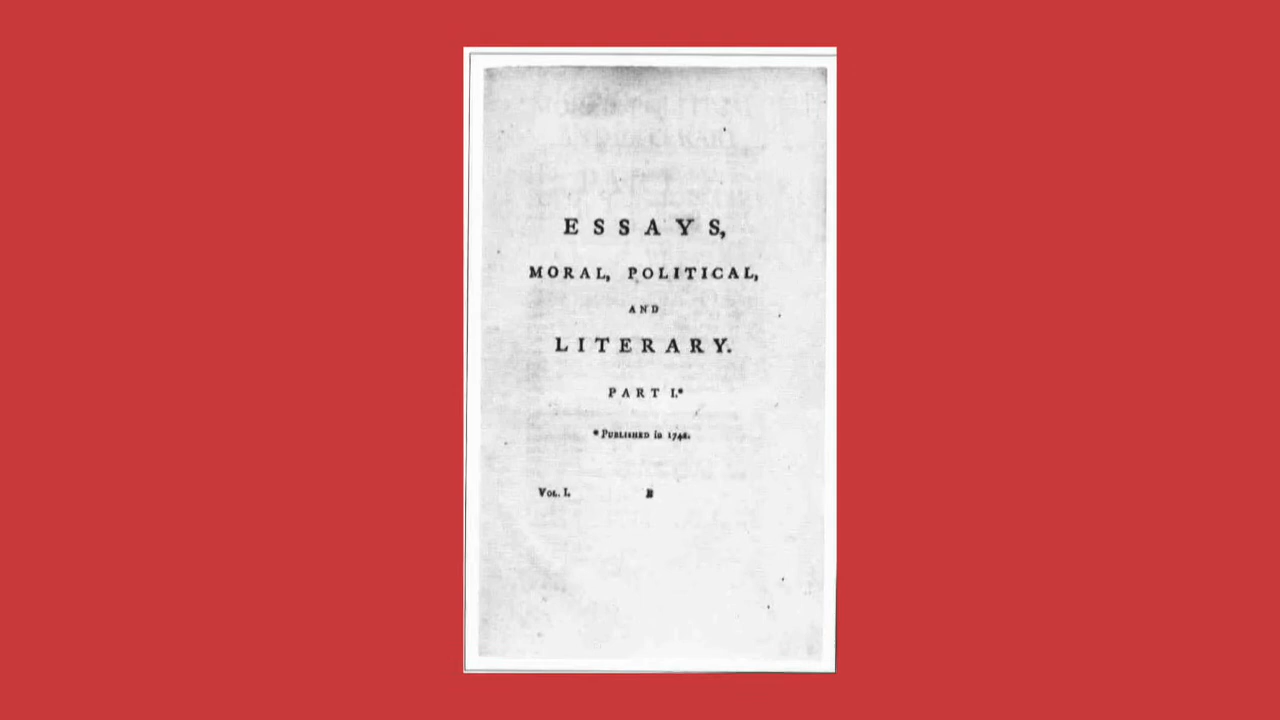 ESSAYS,
MORAL, POLITICAL,
AND
LITERARY.
PART I.*
* PUBLISHED in 1742.
VOL. I. B